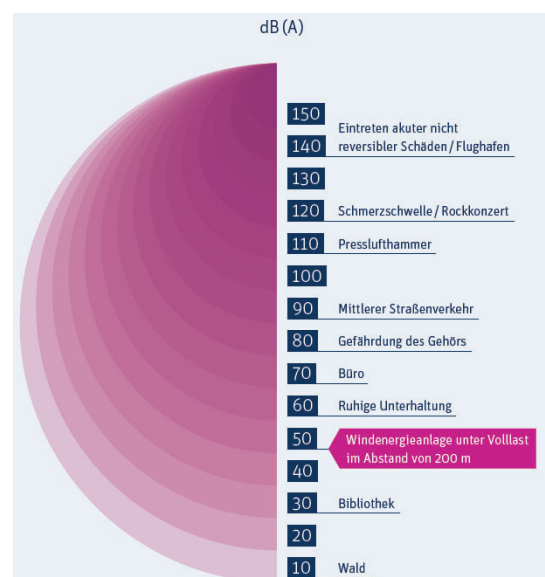 dB (A)
150
Eintreten akuter nicht
140 reversibler Schäden / Flughafen
130
120 Schmerzschwelle / Rockkonzert
110 Presslufthammer
100
90 Mittlerer Straßenverkehr
80 Gefährdung des Gehörs
70 Büro
60 Ruhige Unterhaltung
50 Windenergieanlage unter Volllast
im Abstand von 200 m
40
30 Bibliothek
20
10 Wald